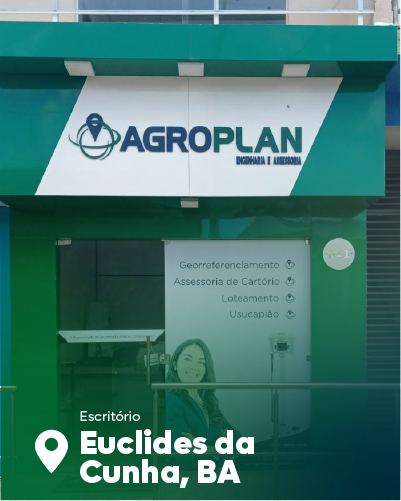 AGROPLAN
ENGENHARIA E ASSESSORIA
Georreferenciamento
Assessoria de Cartório
Loteamento
Usucapião
Escritório
Euclides da
Cunha, BA